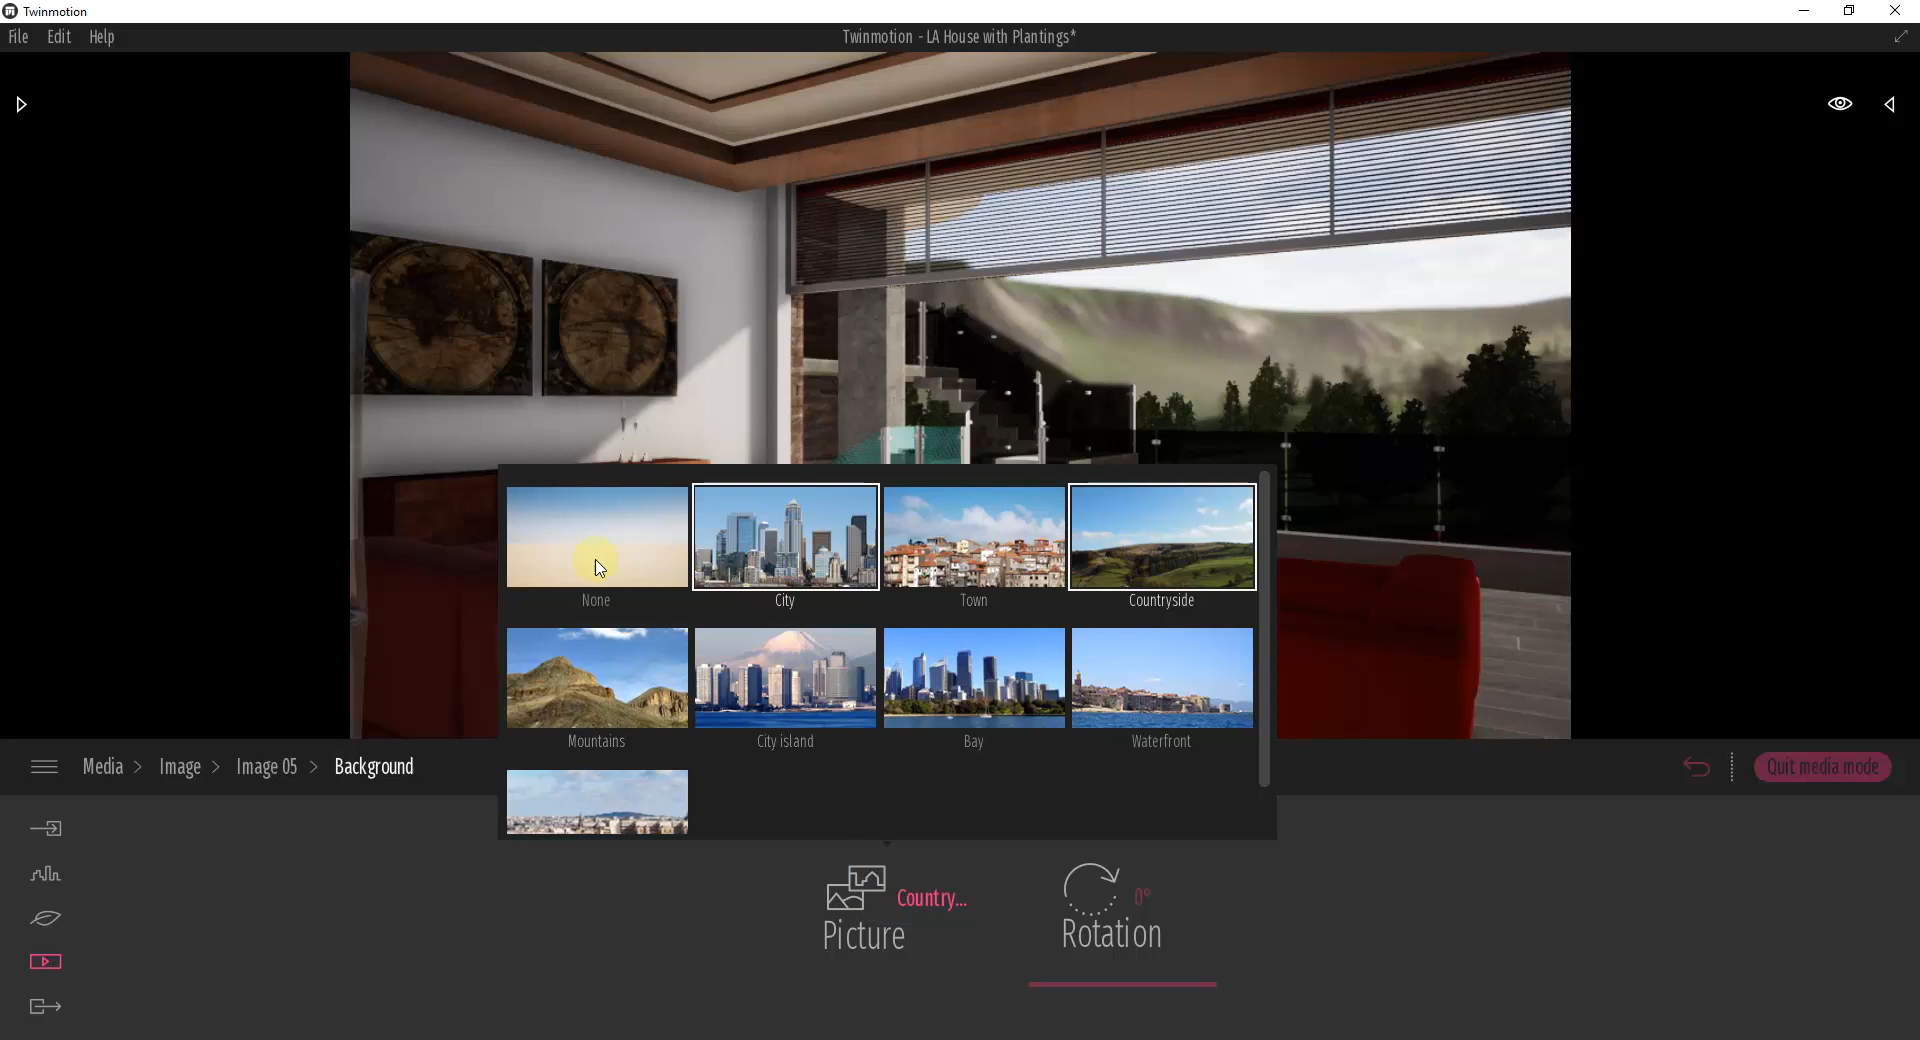 Twinmotion
File Edit Help
Twinmotion - LA House with Plantings*
None
City
Town
Countryside
Mountains
City island
Bay
Waterfront
Media > Image > Image 05 > Background
Quit media mode
Country...
Picture
0°
Rotation